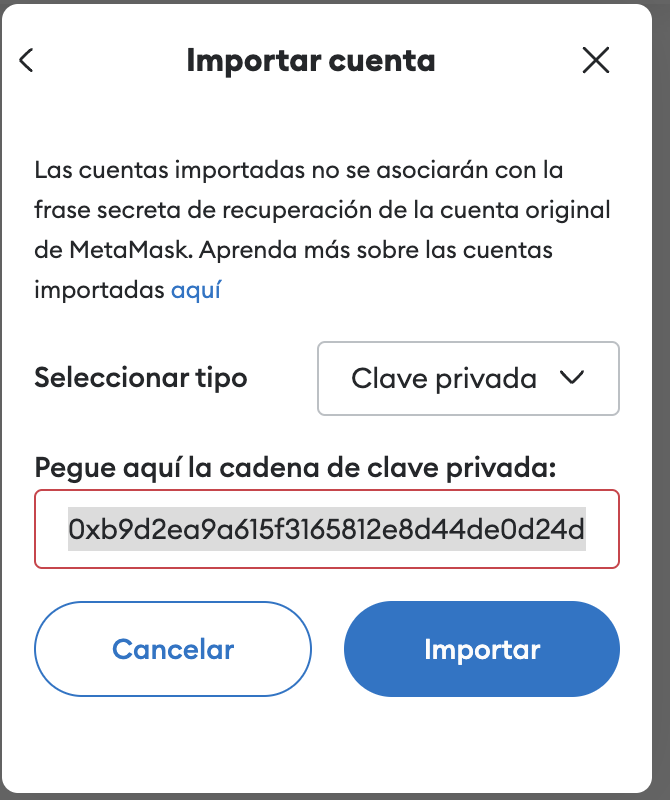 Importar cuenta
Las cuentas importadas no se asociarán con la
frase secreta de recuperación de la cuenta original
de MetaMask. Aprenda más sobre las cuentas
importadas aquí
Seleccionar tipo
Clave privada
Pegue aquí la cadena de clave privada:
0xb9d2ea9a615f3165812e8d44de0d24d
Cancelar
Importar